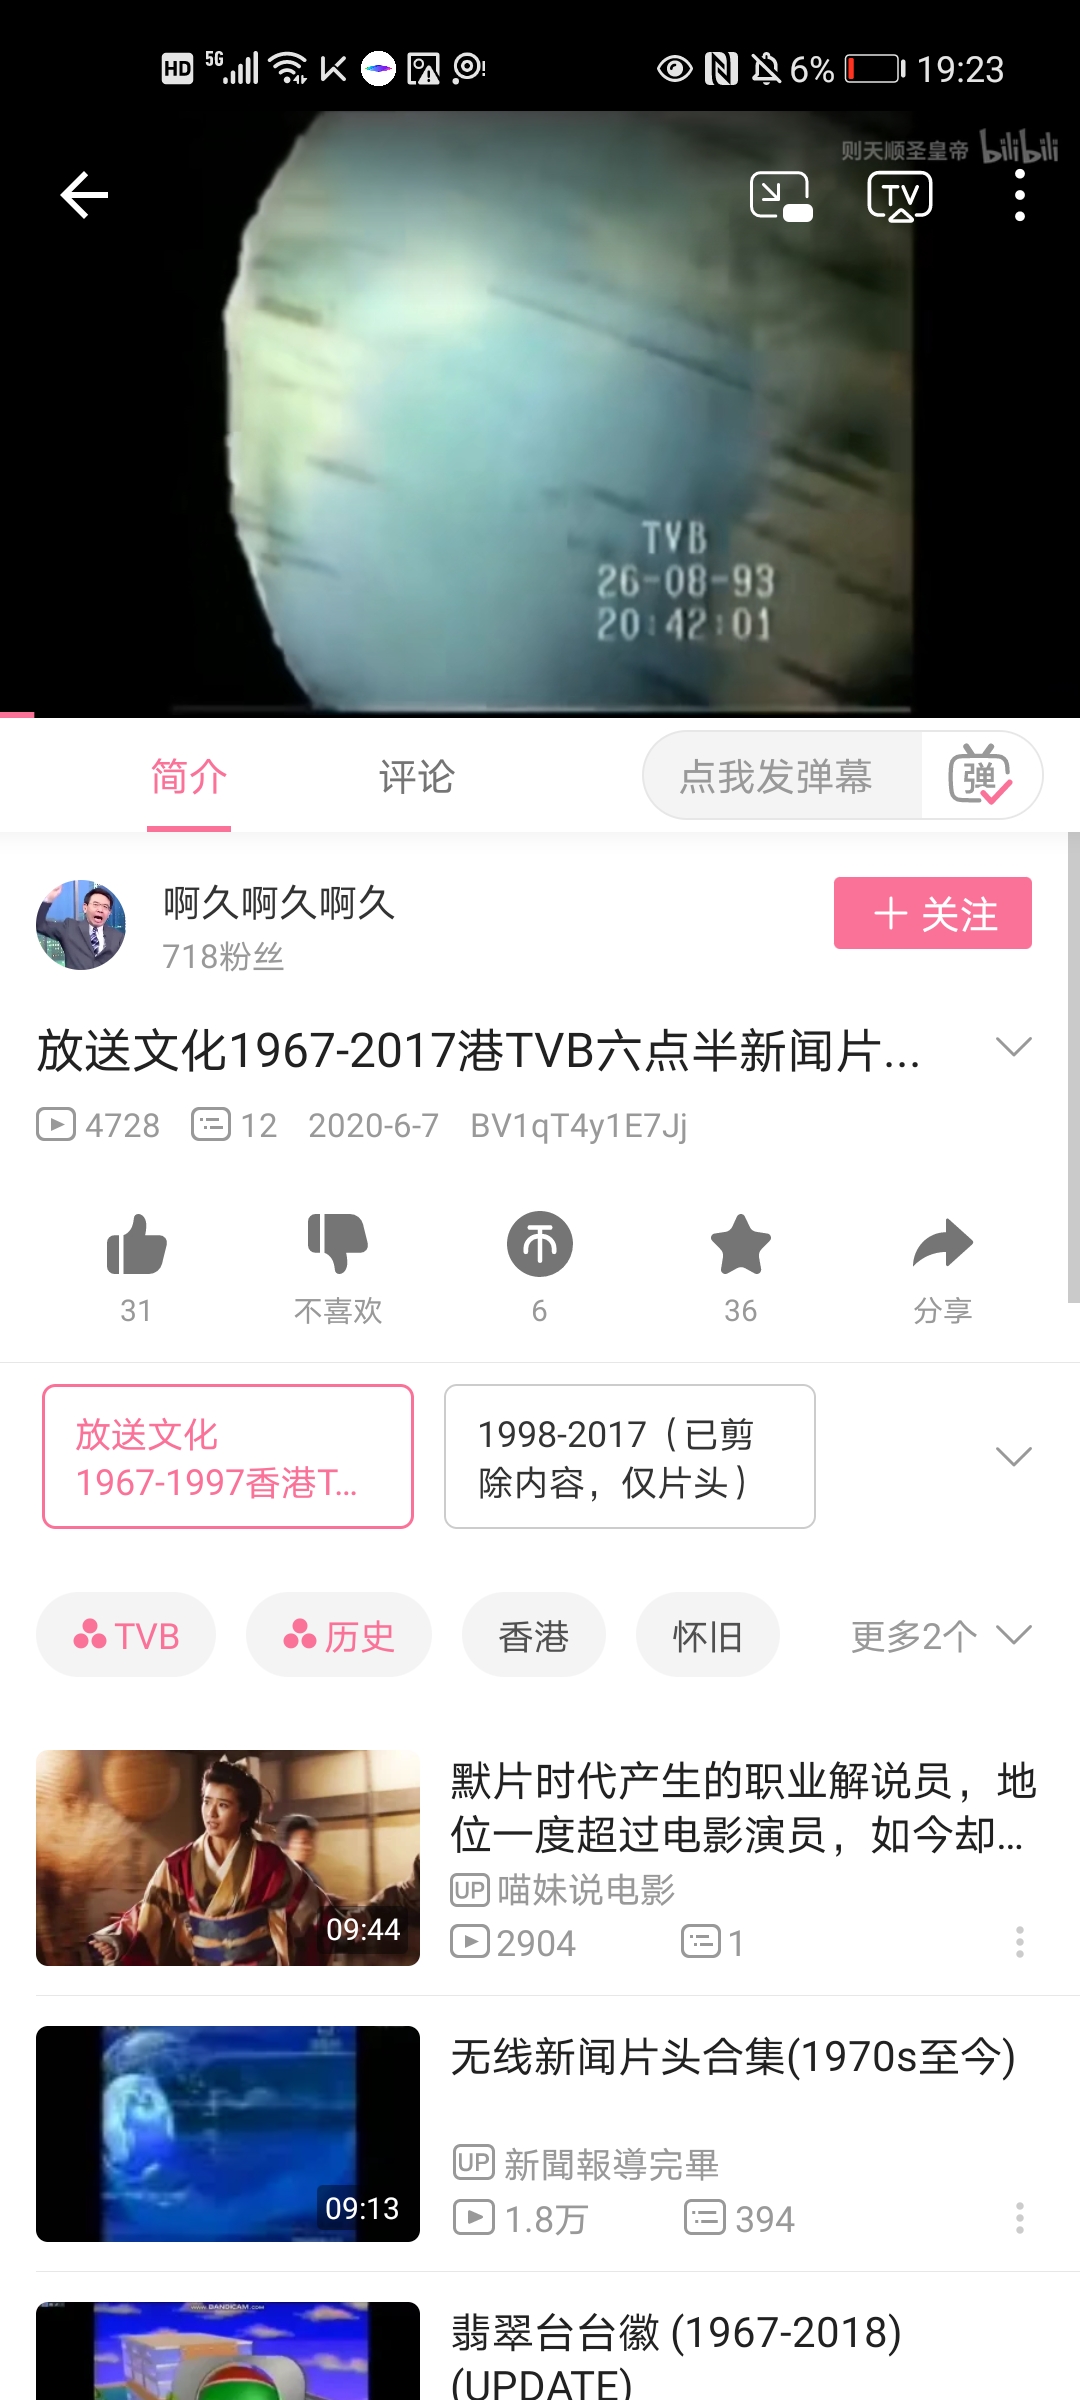 HD 5G 6% 19:23
则天顺圣皇帝 bilibili
TV
TVB
26-08-93
20:42:01
简介 评论 点我发弹幕 弹
啊久啊久啊久
718粉丝
关注
放送文化1967-2017港TVB六点半新闻片...
4728 12 2020-6-7 BV1qT4y1E7Jj
31 不喜欢 6 36 分享
放送文化
1967-1997香港T...
1998-2017（已剪
除内容，仅片头）
TVB 历史 香港 怀旧 更多2个
默片时代产生的职业解说员，地
位一度超过电影演员，如今却...
UP 喵妹说电影
09:44
2904 1
无线新闻片头合集(1970s至今)
UP 新聞報導完畢
09:13
1.8万 394
www.BANDICAM.com
翡翠台台徽 (1967-2018)
(UPDATE)